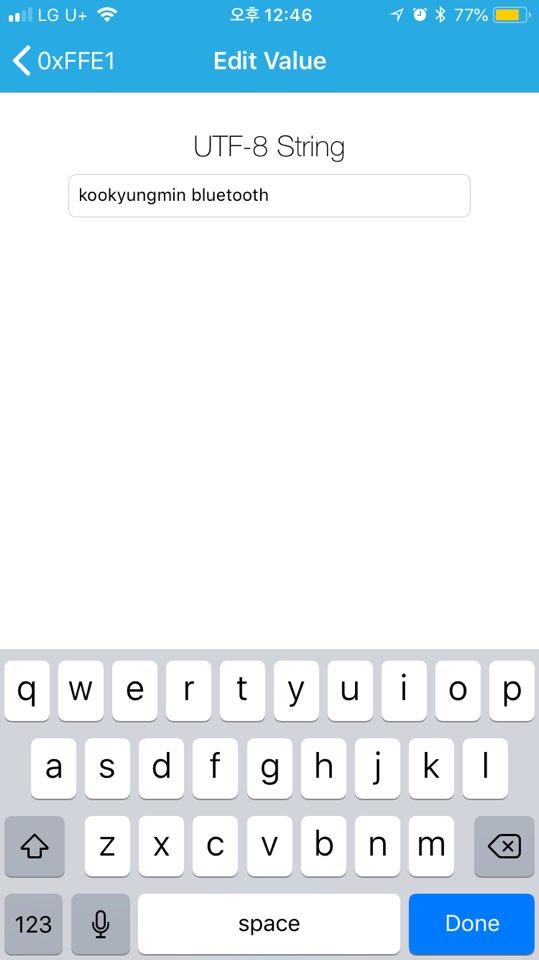 LG U+ 오후 12:46 77%
0xFFE1 Edit Value
UTF-8 String
kookyungmin bluetooth
q w e r t y u i o p
a s d f g h j k l
z x c v b n m
123 space Done